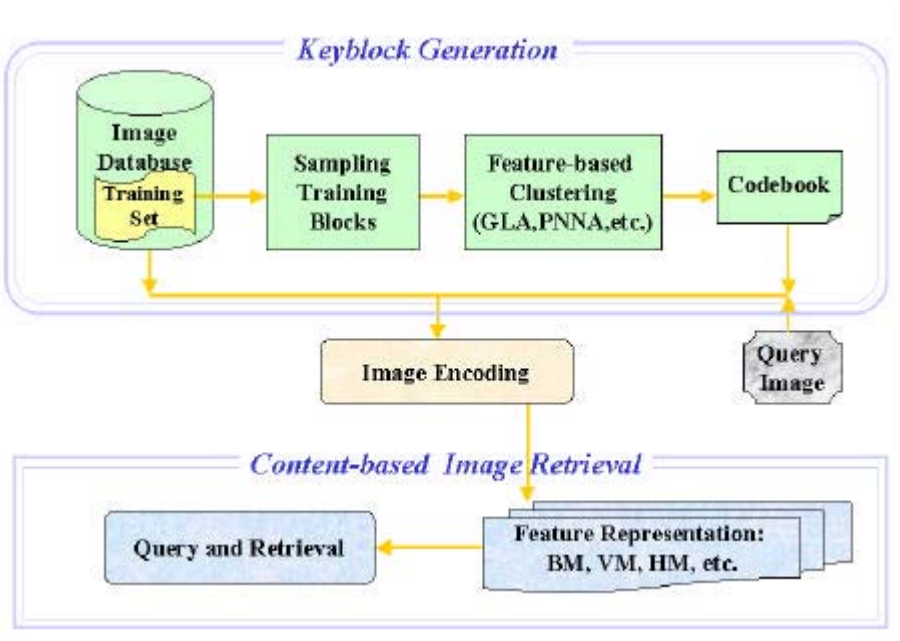 Keyblock Generation
Image
Database
Training
Set
Sampling
Training
Blocks
Feature-based
Clustering
(GLA,PNNA,etc.)
Codebook
Image Encoding
Query
Image
Content-based Image Retrieval
Query and Retrieval
Feature Representation:
BM, VM, HM, etc.